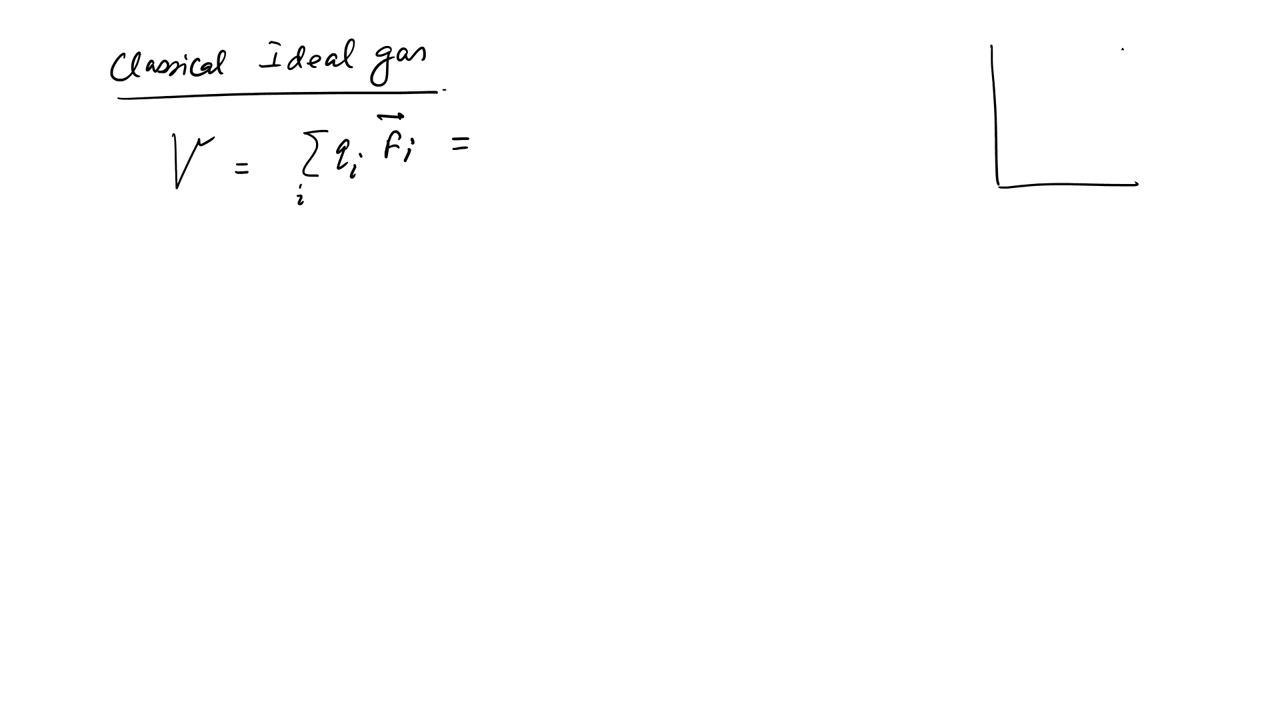 Classical Ideal gas
V = ∑ᵢ qᵢ F⃗ᵢ =